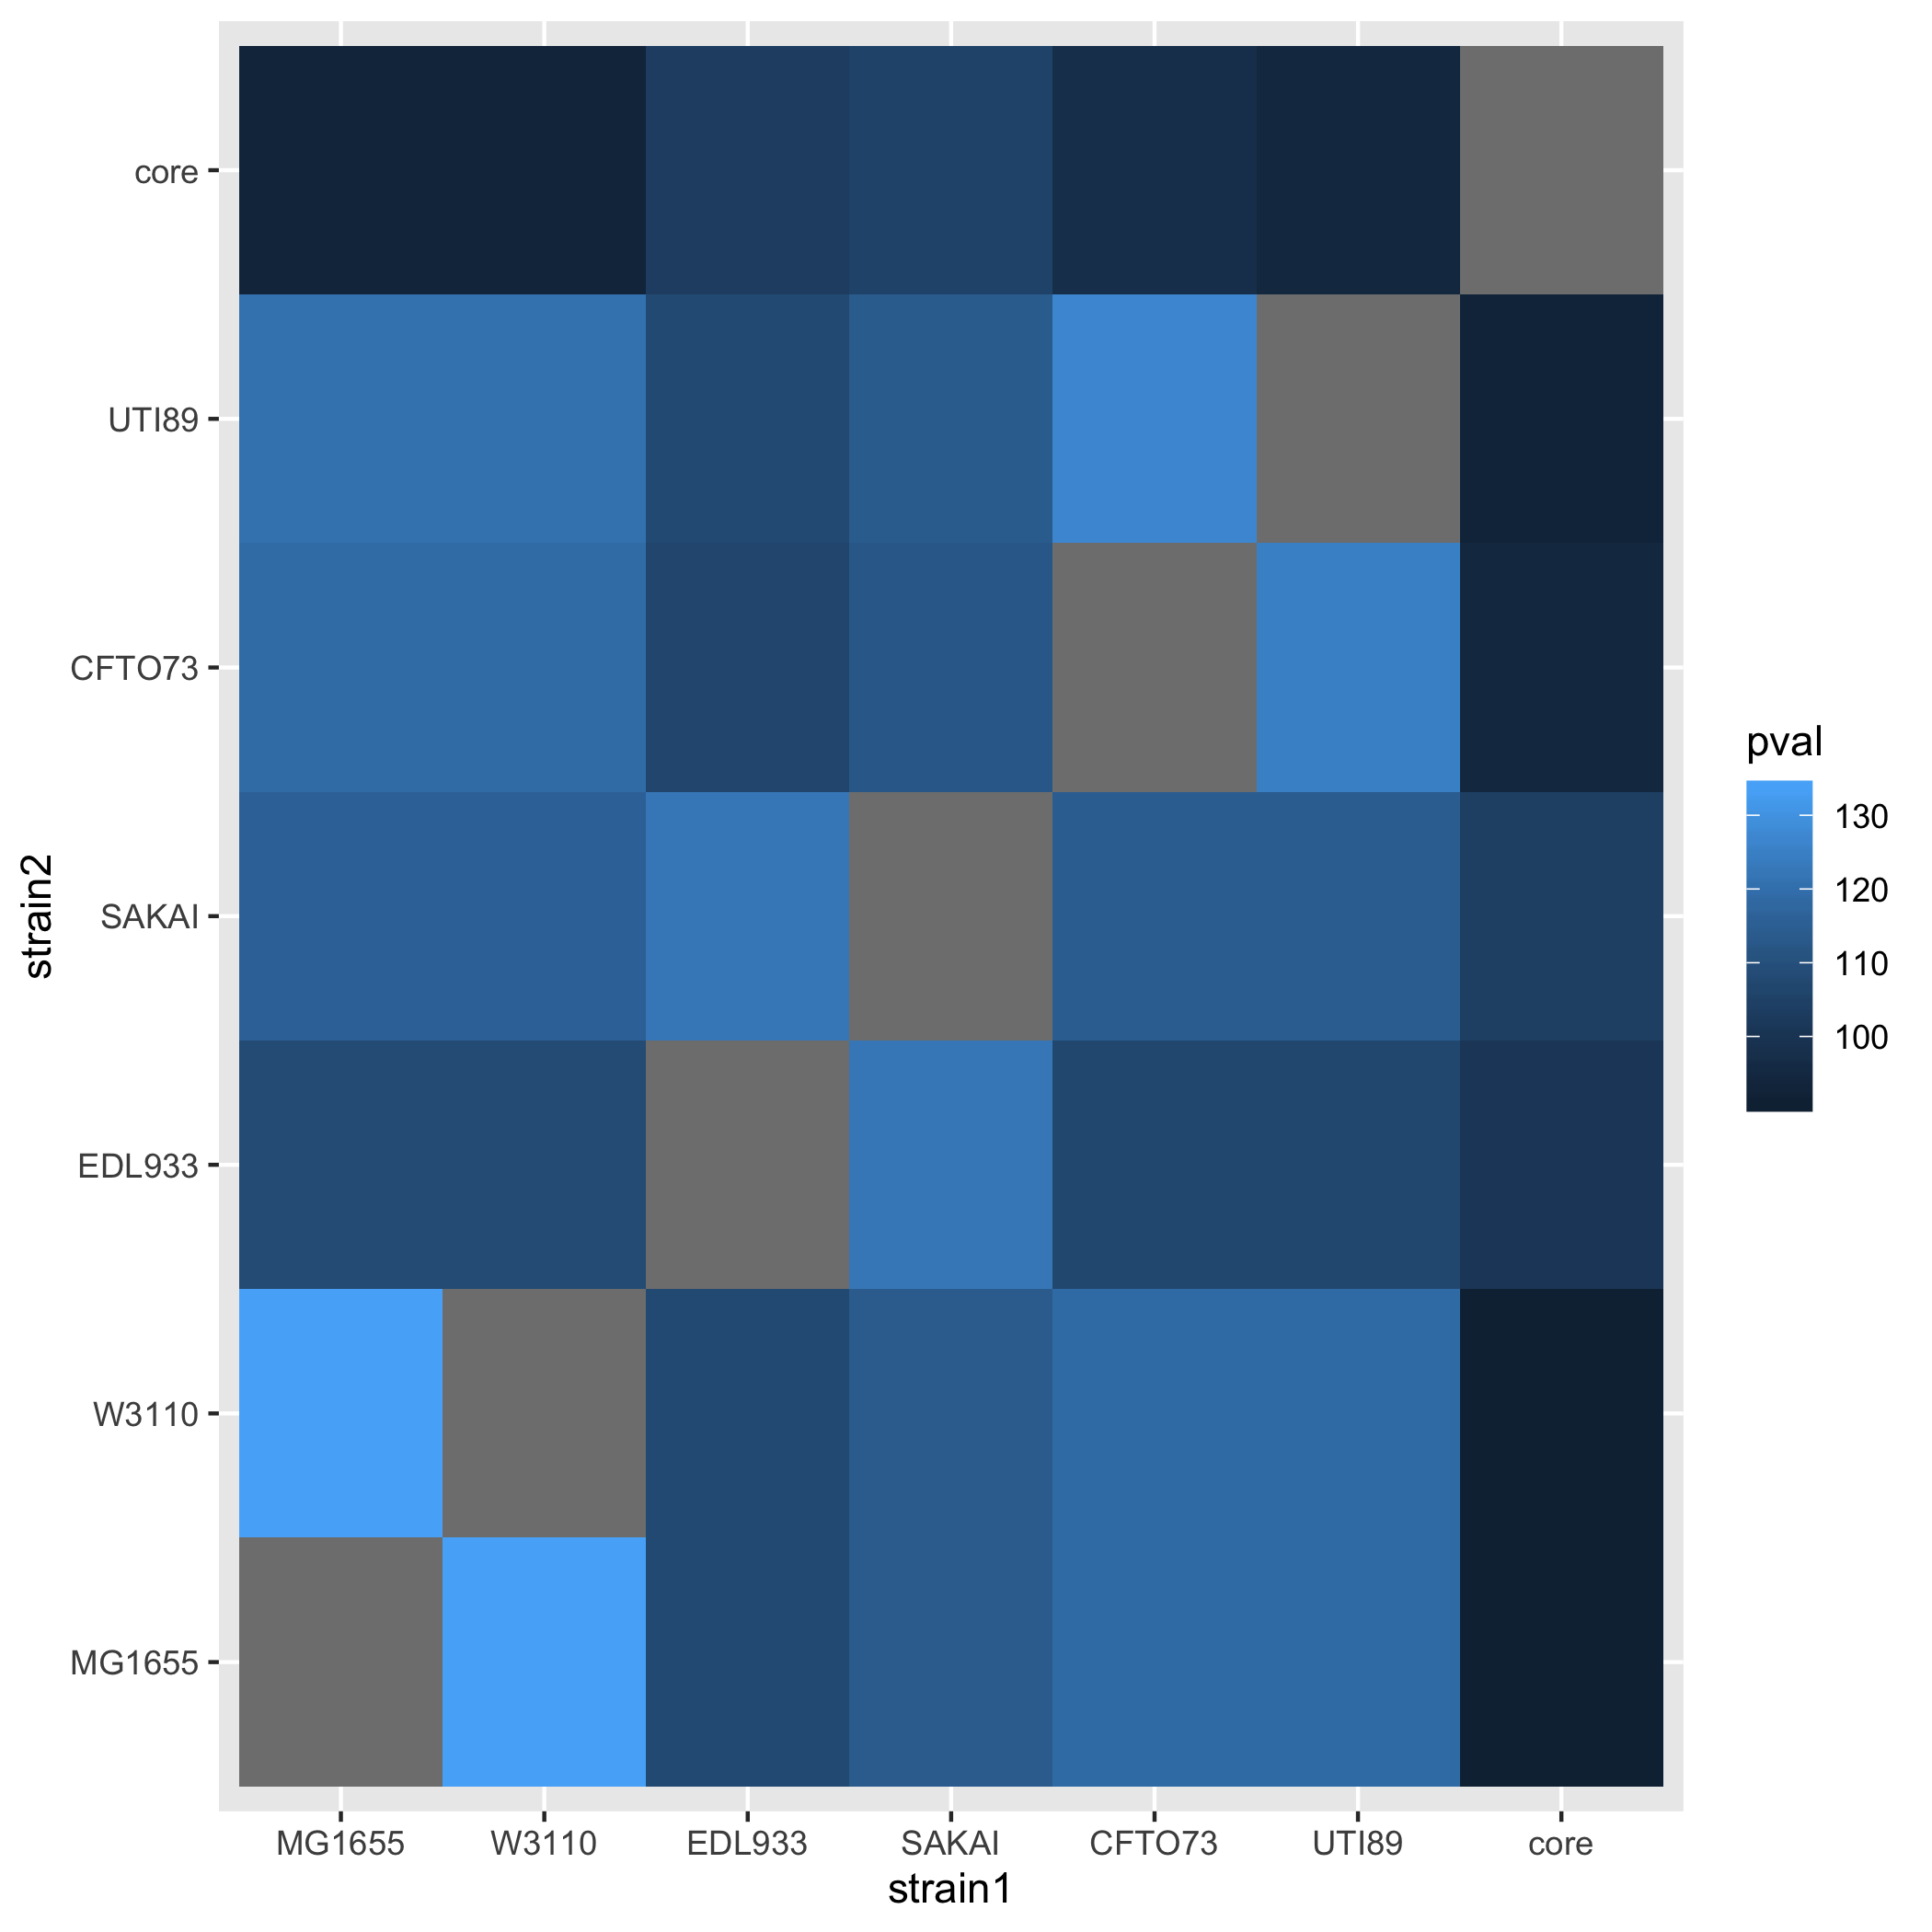 core
UTI89
CFTO73
SAKAI
EDL933
W3110
MG1655
strain2
MG1655 W3110 EDL933 SAKAI CFTO73 UTI89 core
strain1
pval
130
120
110
100